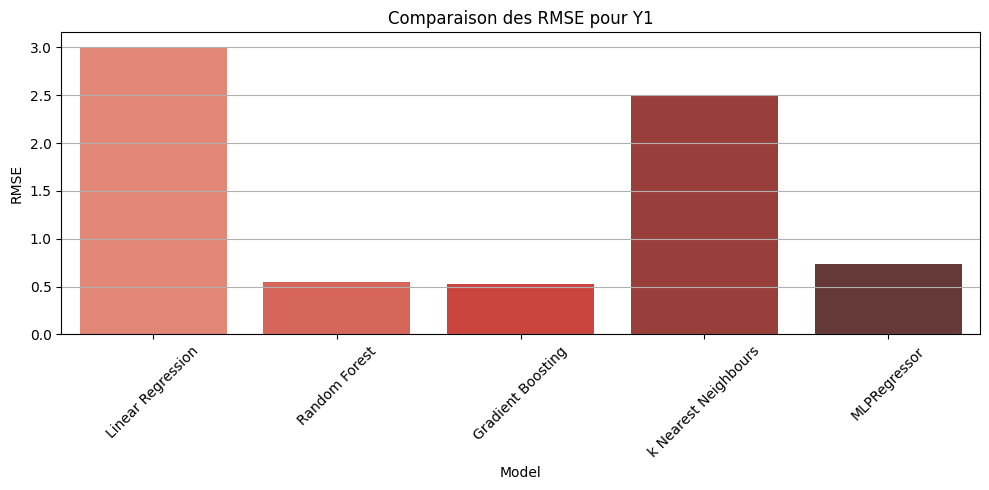 Comparaison des RMSE pour Y1
RMSE
3.0
2.5
2.0
1.5
1.0
0.5
0.0
Linear Regression
Random Forest
Gradient Boosting
k Nearest Neighbours
MLPRegressor
Model